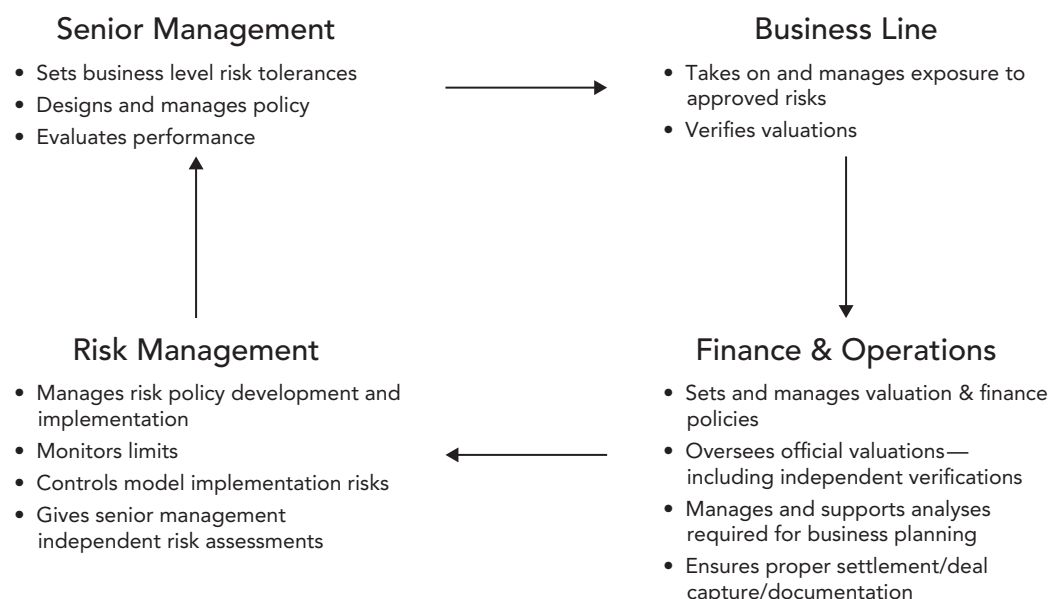 Senior Management
• Sets business level risk tolerances
• Designs and manages policy
• Evaluates performance
Business Line
• Takes on and manages exposure to
approved risks
• Verifies valuations
Risk Management
• Manages risk policy development and
implementation
• Monitors limits
• Controls model implementation risks
• Gives senior management
independent risk assessments
Finance & Operations
• Sets and manages valuation & finance
policies
• Oversees official valuations—
including independent verifications
• Manages and supports analyses
required for business planning
• Ensures proper settlement/deal
capture/documentation